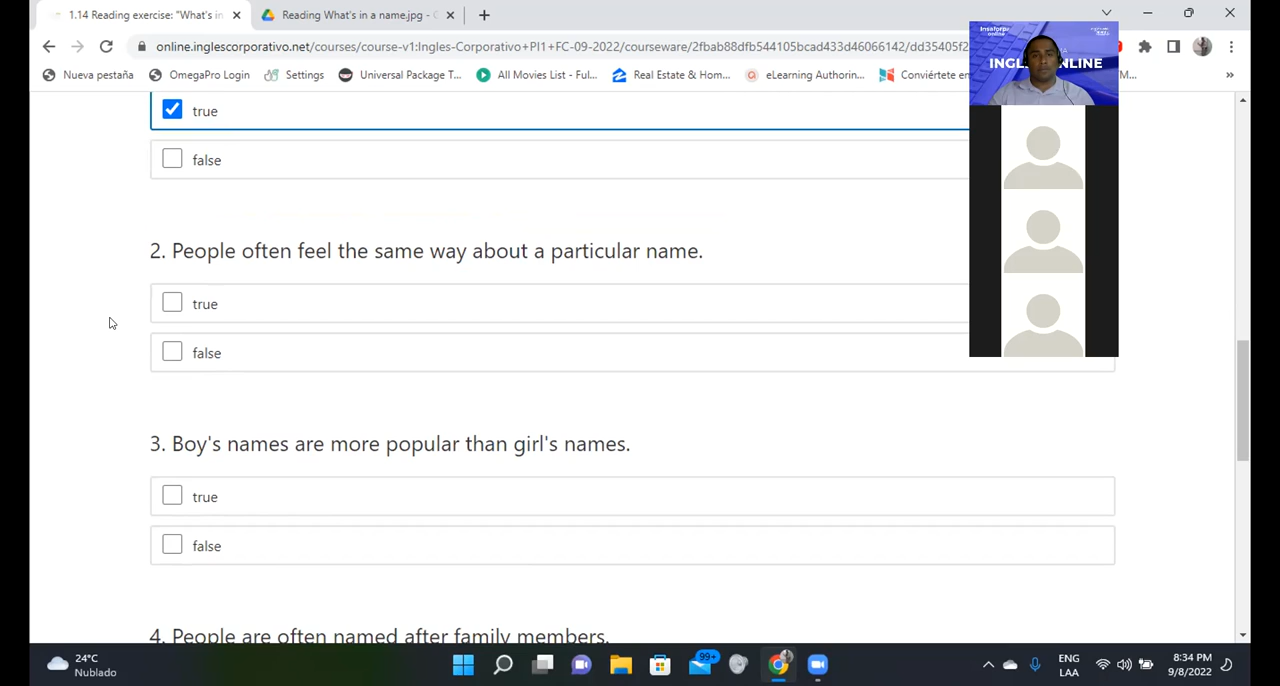 1.14 Reading exercise: "What's in
Reading What's in a name.jpg - G
online.inglescorporativo.net/courses/course-v1:Ingles-Corporativo+PI1+FC-09-2022/courseware/2fbab88dfb544105bcad433d46066142/dd35405f2
Nueva pestaña
OmegaPro Login
Settings
Universal Package T...
All Movies List - Ful...
Real Estate & Hom...
eLearning Authorin...
Conviértete en
M...
»
INGL NLINE
true
false
2. People often feel the same way about a particular name.
true
false
3. Boy's names are more popular than girl's names.
true
false
4. People are often named after family members.
24°C
Nublado
99+
ENG
LAA
8:34 PM
9/8/2022